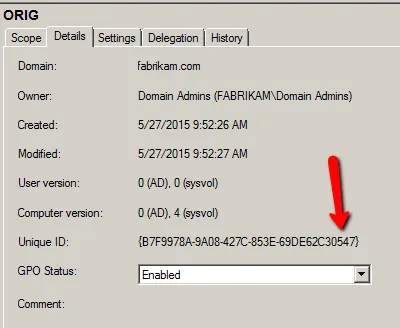 ORIG
Scope Details Settings Delegation History
Domain: fabrikam.com
Owner: Domain Admins (FABRIKAM\Domain Admins)
Created: 5/27/2015 9:52:26 AM
Modified: 5/27/2015 9:52:27 AM
User version: 0 (AD), 0 (sysvol)
Computer version: 0 (AD), 4 (sysvol)
Unique ID: {B7F9978A-9A08-427C-853E-69DE62C30547}
GPO Status: Enabled
Comment: